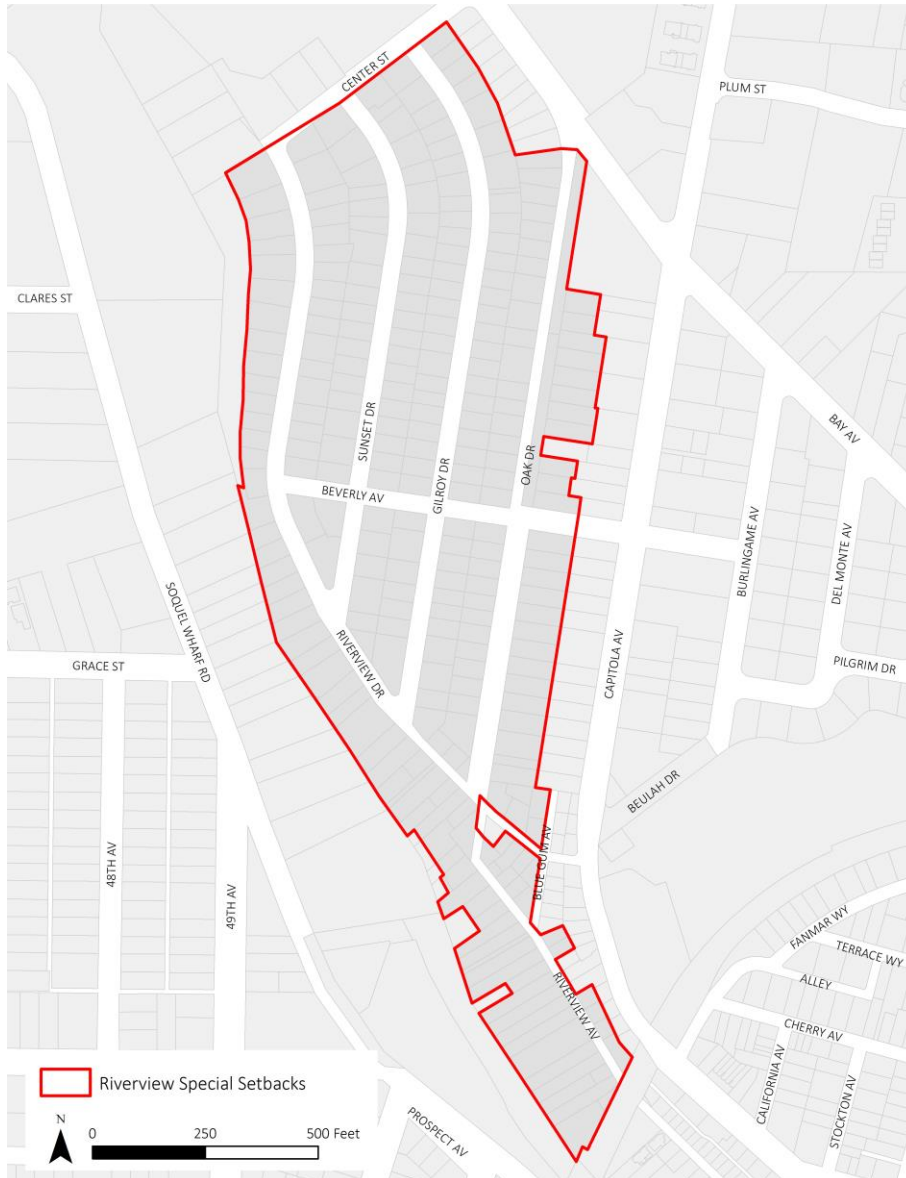 CENTER ST
PLUM ST
CLARES ST
SUNSET DR
GILROY DR
OAK DR
BAY AV
BEVERLY AV
BURLINGAME AV
DEL MONTE AV
SOQUEL WHARF RD
RIVERVIEW DR
CAPITOLA AV
PILGRIM DR
GRACE ST
BEULAH DR
48TH AV
49TH AV
BLUE GUM AV
FANMAR WY
TERRACE WY
ALLEY
RIVERVIEW AV
CHERRY AV
CALIFORNIA AV
STOCKTON AV
PROSPECT AV
Riverview Special Setbacks
N
0 250 500 Feet